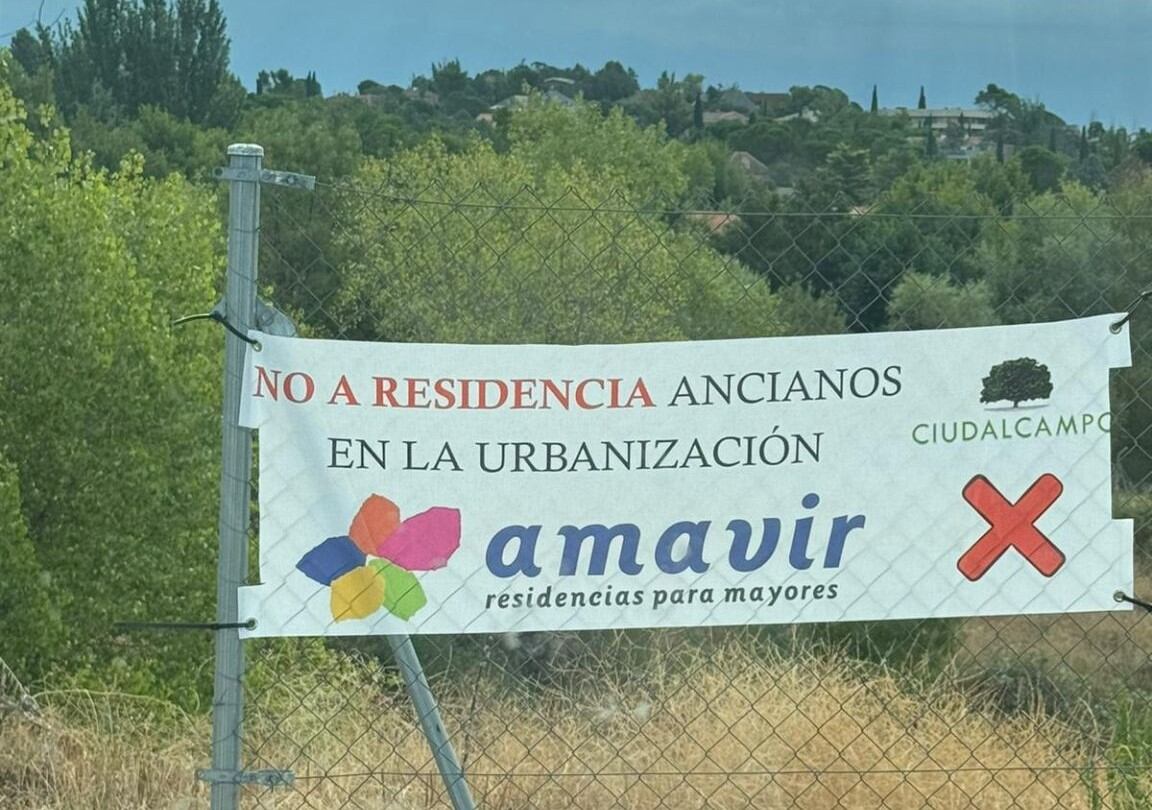 NO A RESIDENCIA ANCIANOS
EN LA URBANIZACIÓN
CIUDALCAMPO
amavir
residencias para mayores